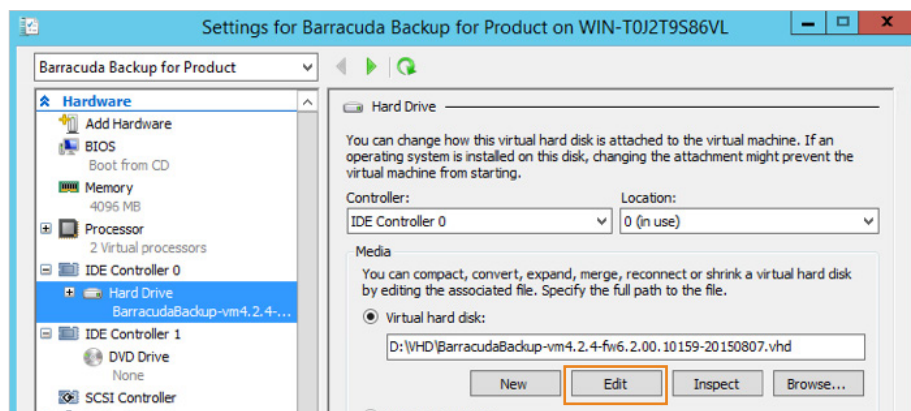 Settings for Barracuda Backup for Product on WIN-T0J2T9S86VL
Barracuda Backup for Product
Hardware
Add Hardware
BIOS
Boot from CD
Memory
4096 MB
Processor
2 Virtual processors
IDE Controller 0
Hard Drive
BarracudaBackup-vm4.2.4-...
IDE Controller 1
DVD Drive
None
SCSI Controller
Hard Drive
You can change how this virtual hard disk is attached to the virtual machine. If an
operating system is installed on this disk, changing the attachment might prevent the
virtual machine from starting.
Controller:
Location:
IDE Controller 0
0 (in use)
Media
You can compact, convert, expand, merge, reconnect or shrink a virtual hard disk
by editing the associated file. Specify the full path to the file.
Virtual hard disk:
D:\VHD\BarracudaBackup-vm4.2.4-fw6.2.00.10159-20150807.vhd
New
Edit
Inspect
Browse...